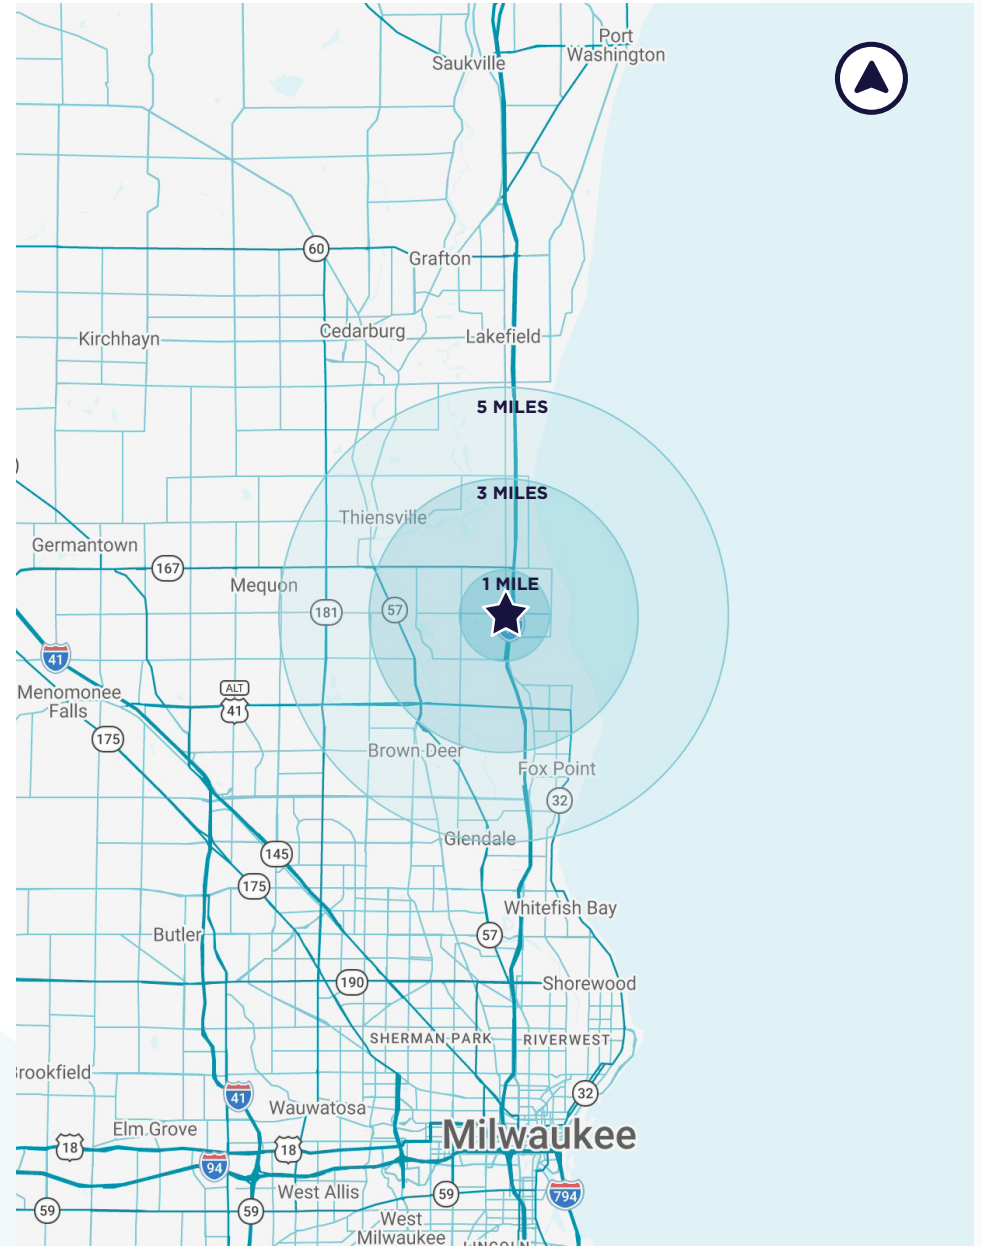 Port
Washington
Saukville
60
Grafton
Kirchhayn
Cedarburg
Lakefield
5 MILES
3 MILES
Thiensville
Germantown
167
1 MILE
Mequon
181
57
41
Menomonee
Falls
ALT
41
175
Brown Deer
Fox Point
32
Glendale
145
175
Whitefish Bay
Butler
57
190
Shorewood
SHERMAN PARK
RIVERWEST
Brookfield
41
32
Wauwatosa
Elm Grove
Milwaukee
18
18
94
West Allis
59
794
59
59
West
Milwaukee
LINCOLN